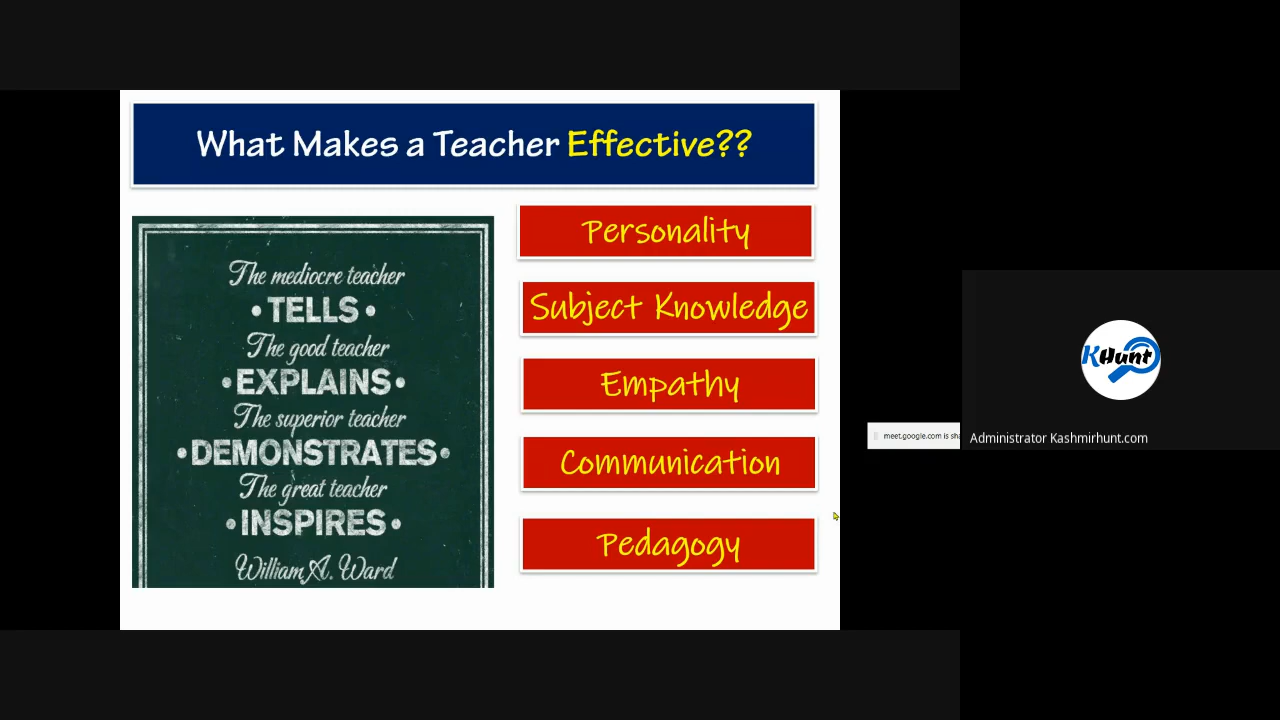 What Makes a Teacher Effective??
The mediocre teacher
•TELLS•
The good teacher
•EXPLAINS•
The superior teacher
•DEMONSTRATES•
The great teacher
•INSPIRES•
William A. Ward
Personality
Subject Knowledge
Empathy
Communication
Pedagogy
meet.google.com is sha
KHunt
Administrator Kashmirhunt.com